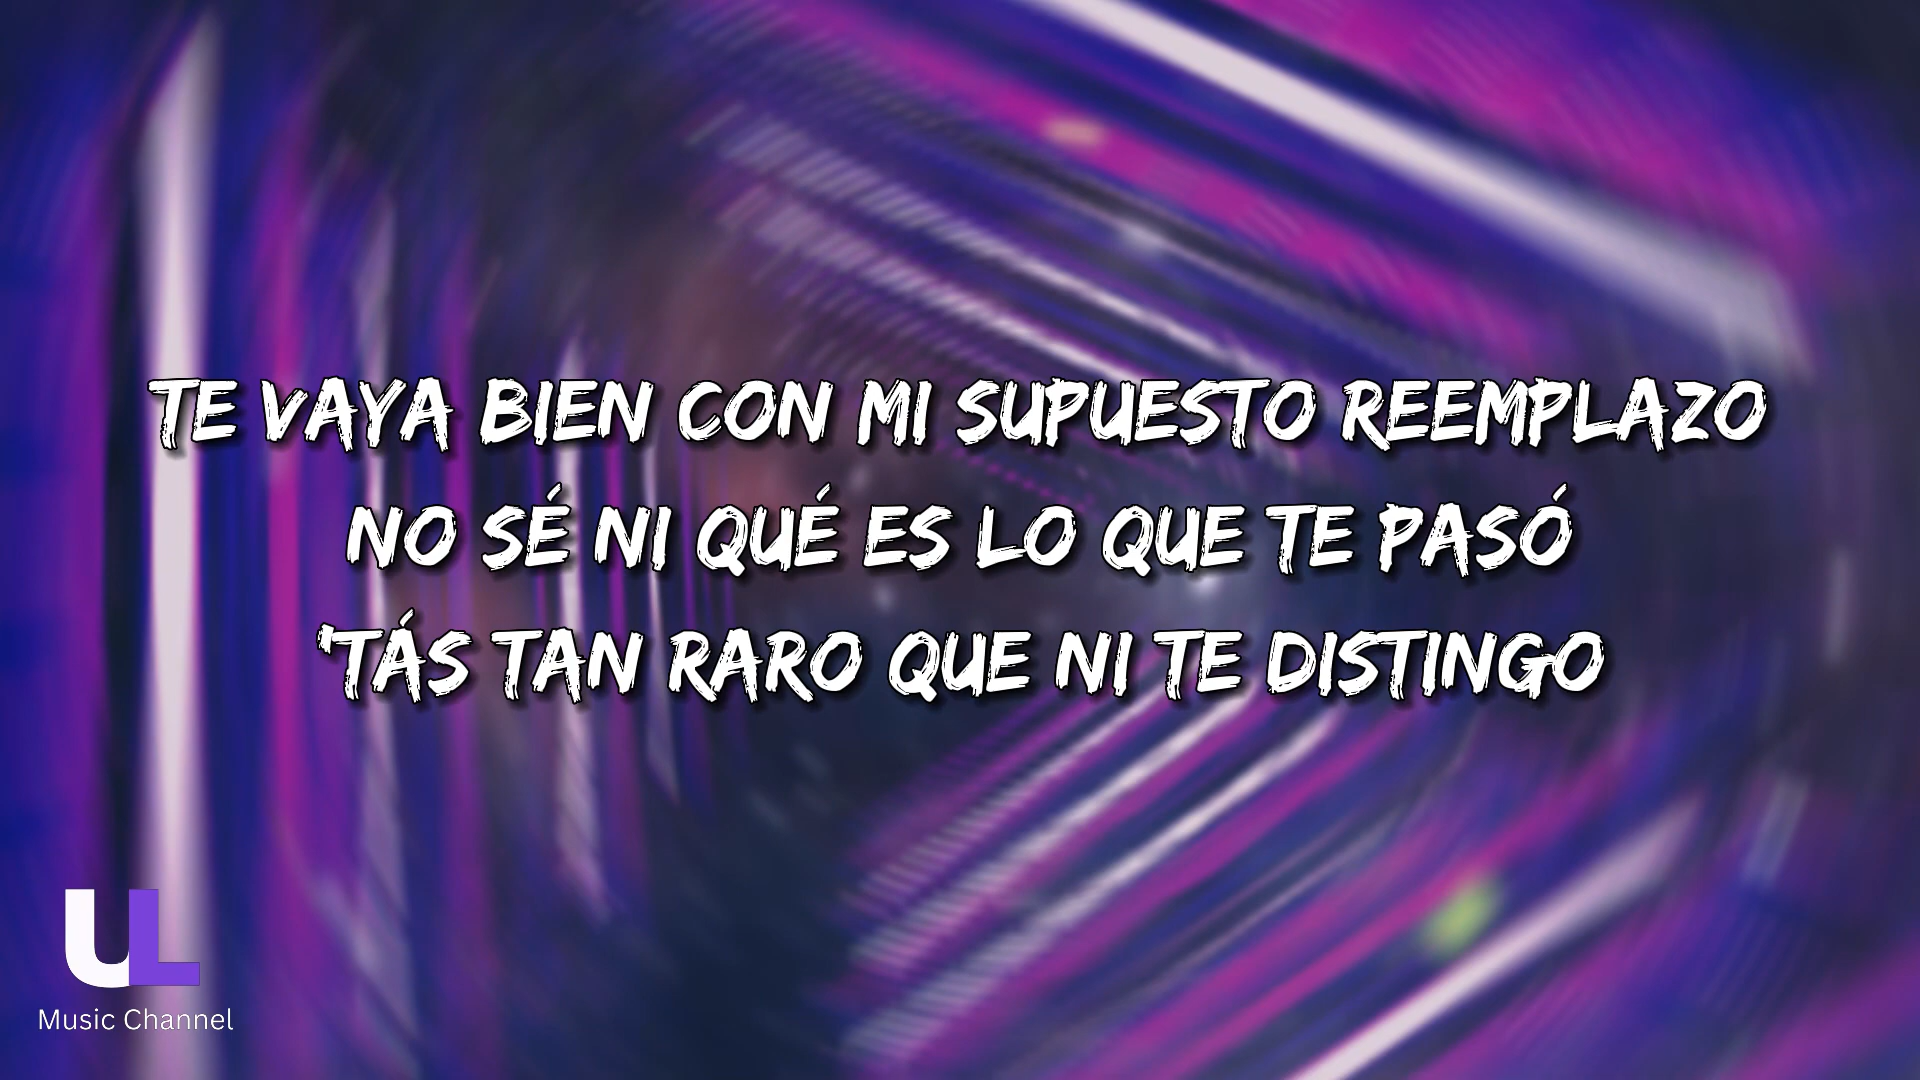 TE VAYA BIEN CON MI SUPUESTO REEMPLAZO
NO SÉ NI QUÉ ES LO QUE TE PASÓ
'TÁS TAN RARO QUE NI TE DISTINGO
UL
Music Channel